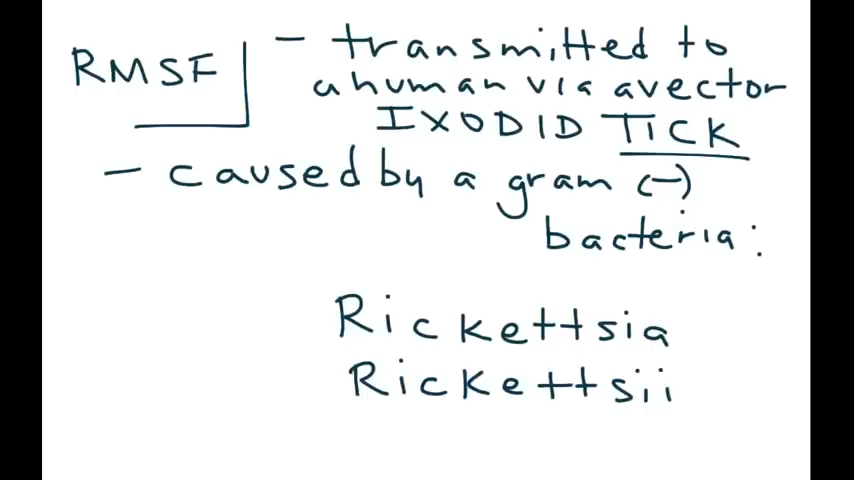 RMSF - transmitted to
a human via a vector
IXODID TICK
- caused by a gram (-)
bacteria:
Rickettsia
Rickettsii